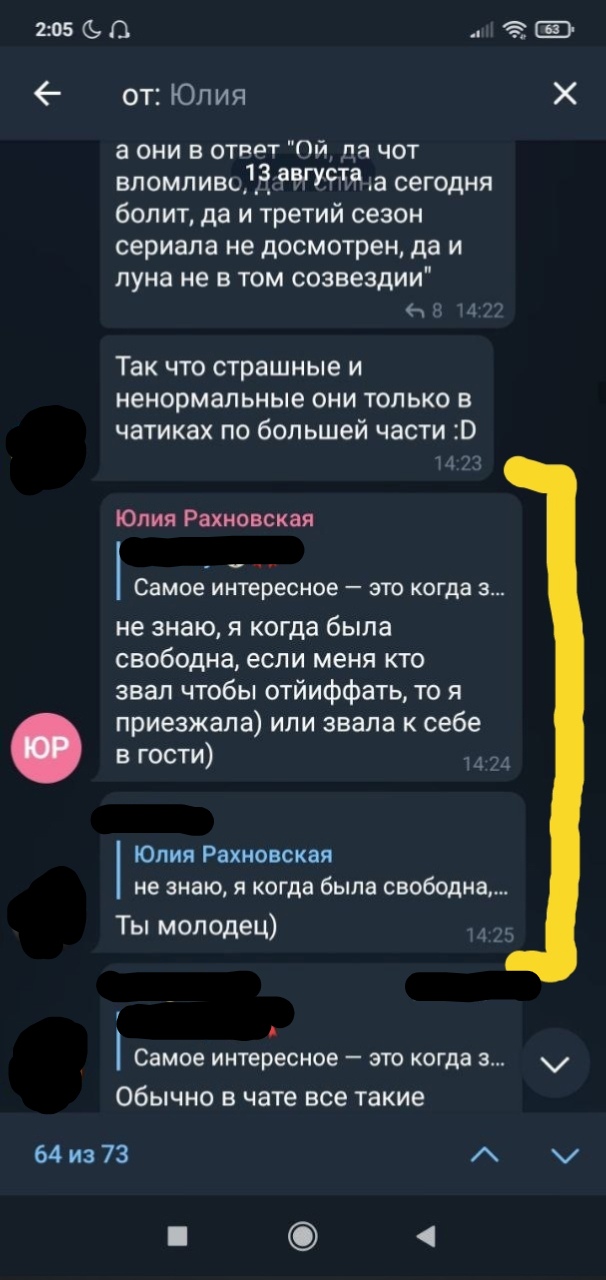 2:05
63
от: Юлия
а они в ответ "Ой, да чот
13 августа
вломливо, да и спина сегодня
болит, да и третий сезон
сериала не досмотрен, да и
луна не в том созвездии"
8 14:22
Так что страшные и
ненормальные они только в
чатиках по большей части :D
14:23
Юлия Рахновская
Самое интересное — это когда з...
не знаю, я когда была
свободна, если меня кто
звал чтобы отйиффать, то я
приезжала) или звала к себе
в гости)
14:24
ЮР
Юлия Рахновская
не знаю, я когда была свободна,...
Ты молодец)
14:25
Самое интересное — это когда з...
Обычно в чате все такие
64 из 73